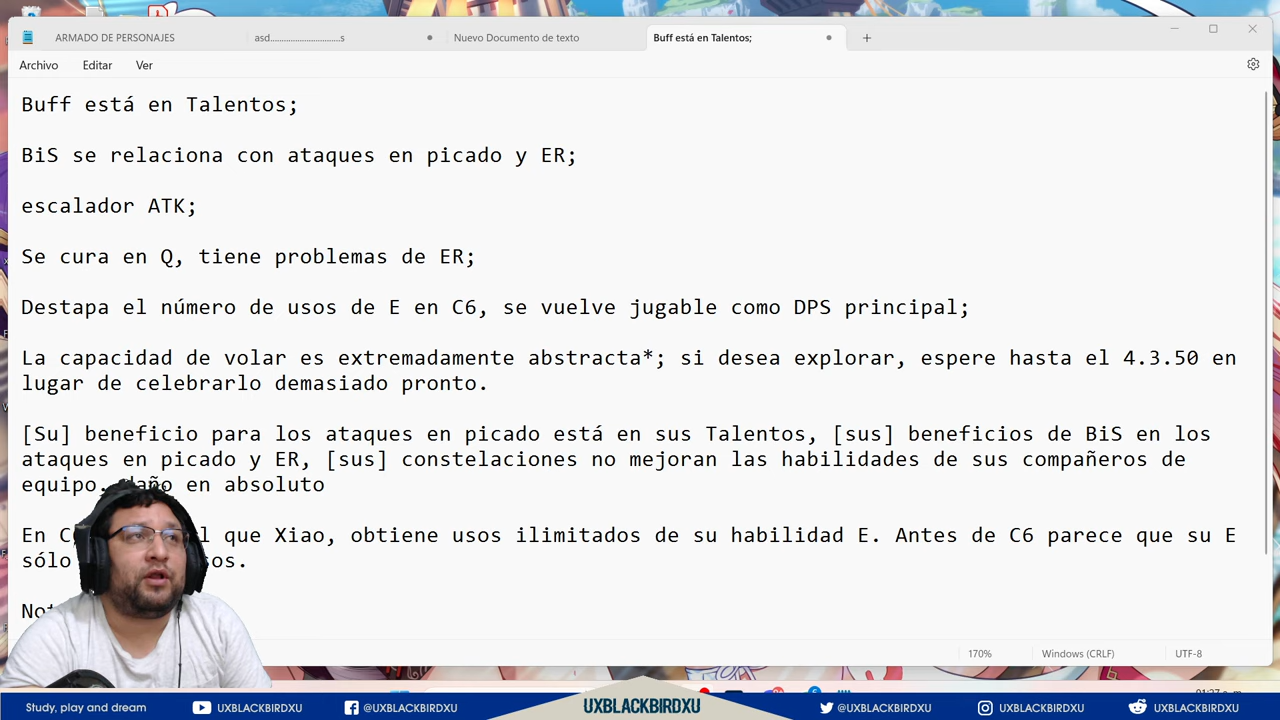 ARMADO DE PERSONAJES
asd..............................s
Nuevo Documento de texto
Buff está en Talentos;
Archivo
Editar
Ver
Buff está en Talentos;
BiS se relaciona con ataques en picado y ER;
escalador ATK;
Se cura en Q, tiene problemas de ER;
Destapa el número de usos de E en C6, se vuelve jugable como DPS principal;
La capacidad de volar es extremadamente abstracta*; si desea explorar, espere hasta el 4.3.50 en
lugar de celebrarlo demasiado pronto.
[Su] beneficio para los ataques en picado está en sus Talentos, [sus] beneficios de BiS en los
ataques en picado y ER, [sus] constelaciones no mejoran las habilidades de sus compañeros de
equipo. daño en absoluto
En que Xiao, obtiene usos ilimitados de su habilidad E. Antes de C6 parece que su E
sólo
170%
Windows (CRLF)
UTF-8
Study, play and dream
UXBLACKBIRDXU
@UXBLACKBIRDXU
UXBLACKBIRDXU
@UXBLACKBIRDXU
UXBLACKBIRDXU
UXBLACKBIRDXU